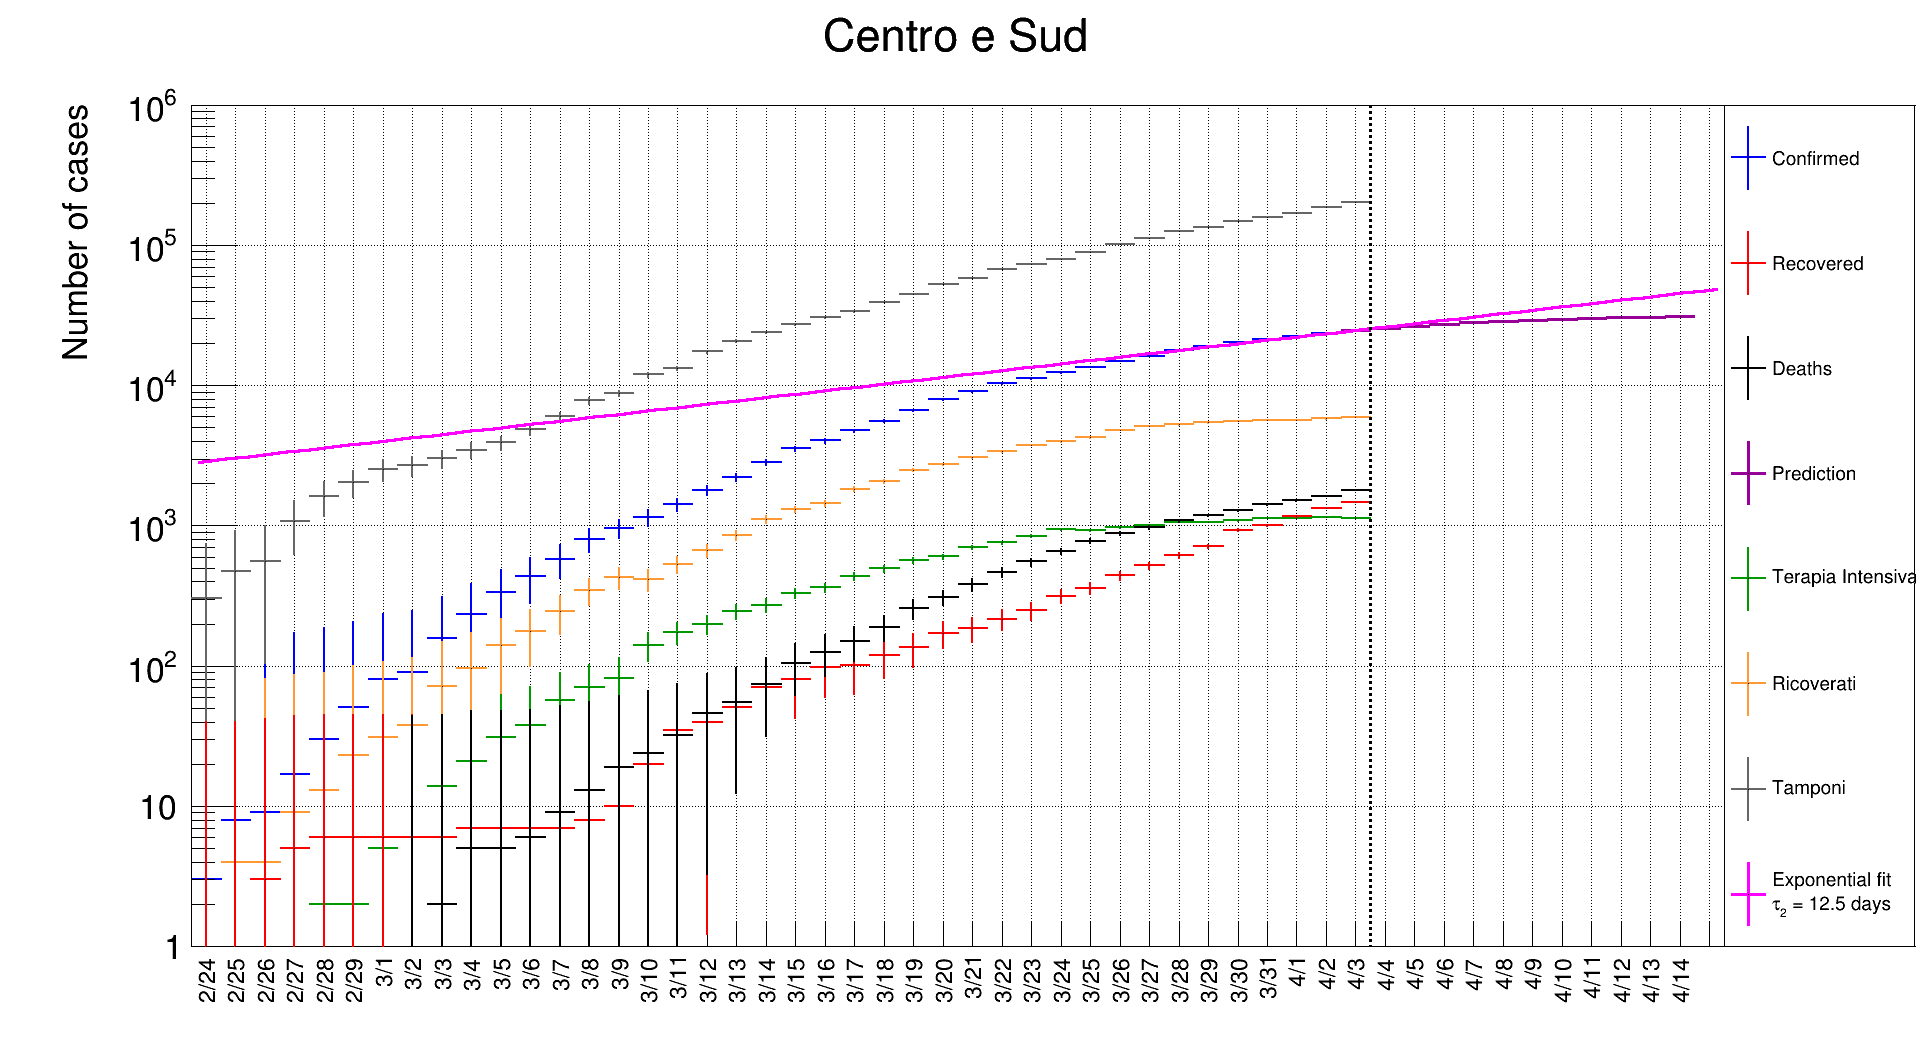 Centro e Sud
Number of cases
10^6
10^5
10^4
10^3
10^2
10
1
2/24 2/25 2/26 2/27 2/28 2/29 3/1 3/2 3/3 3/4 3/5 3/6 3/7 3/8 3/9 3/10 3/11 3/12 3/13 3/14 3/15 3/16 3/17 3/18 3/19 3/20 3/21 3/22 3/23 3/24 3/25 3/26 3/27 3/28 3/29 3/30 3/31 4/1 4/2 4/3 4/4 4/5 4/6 4/7 4/8 4/9 4/10 4/11 4/12 4/13 4/14
Confirmed
Recovered
Deaths
Prediction
Terapia Intensiva
Ricoverati
Tamponi
Exponential fit
τ₂ = 12.5 days